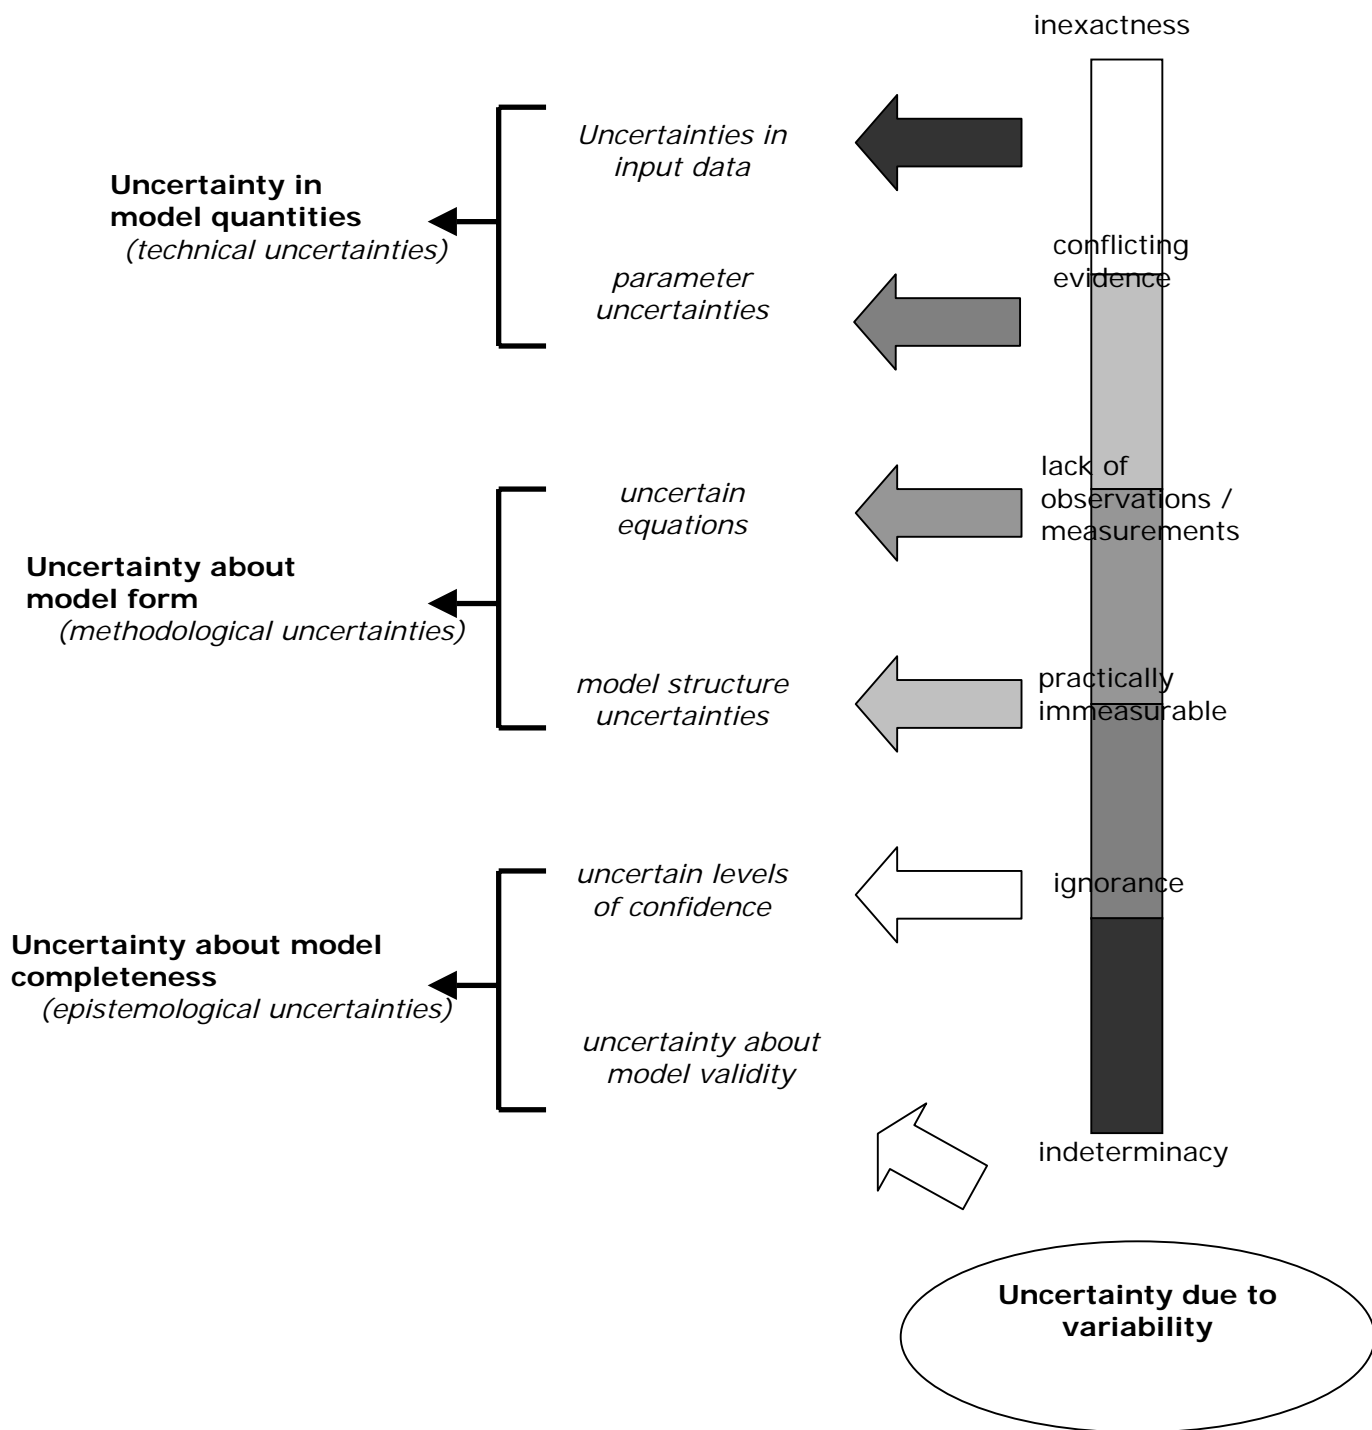 inexactness
Uncertainties in
input data
Uncertainty in
model quantities
(technical uncertainties)
conflicting
evidence
parameter
uncertainties
lack of
observations /
measurements
uncertain
equations
Uncertainty about
model form
(methodological uncertainties)
practically
immeasurable
model structure
uncertainties
uncertain levels
of confidence
ignorance
Uncertainty about model
completeness
(epistemological uncertainties)
uncertainty about
model validity
indeterminacy
Uncertainty due to
variability